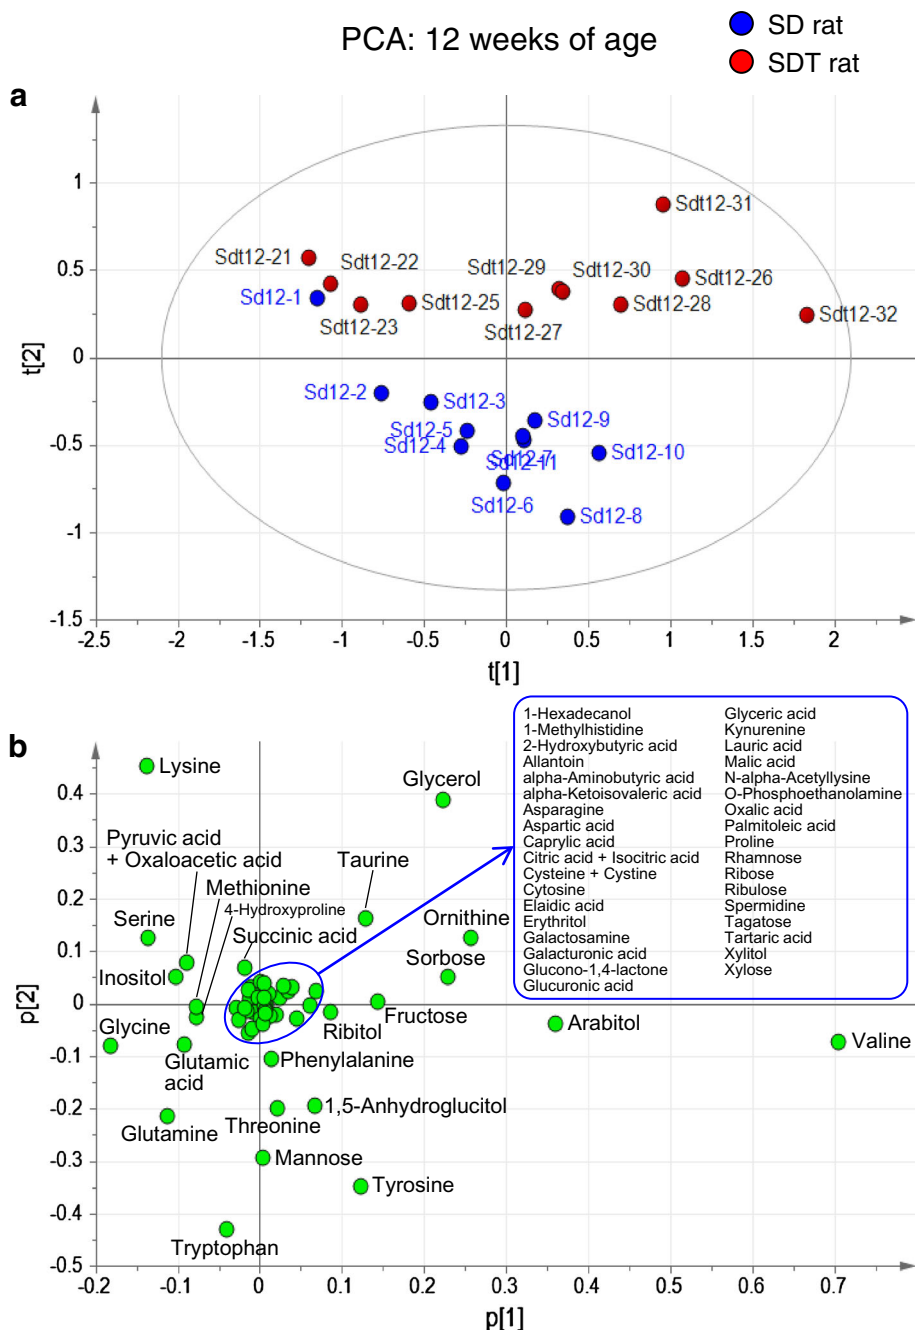 PCA: 12 weeks of age
SD rat
SDT rat
a
t[2]
1
0.5
0
-0.5
-1
-1.5
-2.5
-2
-1.5
-1
-0.5
0
0.5
1
1.5
2
t[1]
Sdt12-31
Sdt12-21
Sdt12-22
Sdt12-29
Sdt12-30
Sdt12-26
Sd12-1
Sdt12-23
Sdt12-25
Sdt12-27
Sdt12-28
Sdt12-32
Sd12-2
Sd12-3
Sd12-9
Sd12-5
Sd12-4
Sd12-7
Sd12-11
Sd12-10
Sd12-6
Sd12-8
b
1-Hexadecanol
1-Methylhistidine
2-Hydroxybutyric acid
Allantoin
alpha-Aminobutyric acid
alpha-Ketoisovaleric acid
Asparagine
Aspartic acid
Caprylic acid
Citric acid + Isocitric acid
Cysteine + Cystine
Cytosine
Elaidic acid
Erythritol
Galactosamine
Galacturonic acid
Glucono-1,4-lactone
Glucuronic acid
Glyceric acid
Kynurenine
Lauric acid
Malic acid
N-alpha-Acetyllysine
O-Phosphoethanolamine
Oxalic acid
Palmitoleic acid
Proline
Rhamnose
Ribose
Ribulose
Spermidine
Tagatose
Tartaric acid
Xylitol
Xylose
p[2]
0.4
0.3
0.2
0.1
0
-0.1
-0.2
-0.3
-0.4
-0.5
Lysine
Glycerol
Pyruvic acid
+ Oxaloacetic acid
Taurine
Methionine
4-Hydroxyproline
Serine
Succinic acid
Ornithine
Sorbose
Inositol
Fructose
Ribitol
Arabitol
Valine
Glycine
Glutamic
acid
Phenylalanine
1,5-Anhydroglucitol
Glutamine
Threonine
Mannose
Tyrosine
Tryptophan
-0.2
-0.1
0
0.1
0.2
0.3
0.4
0.5
0.6
0.7
p[1]